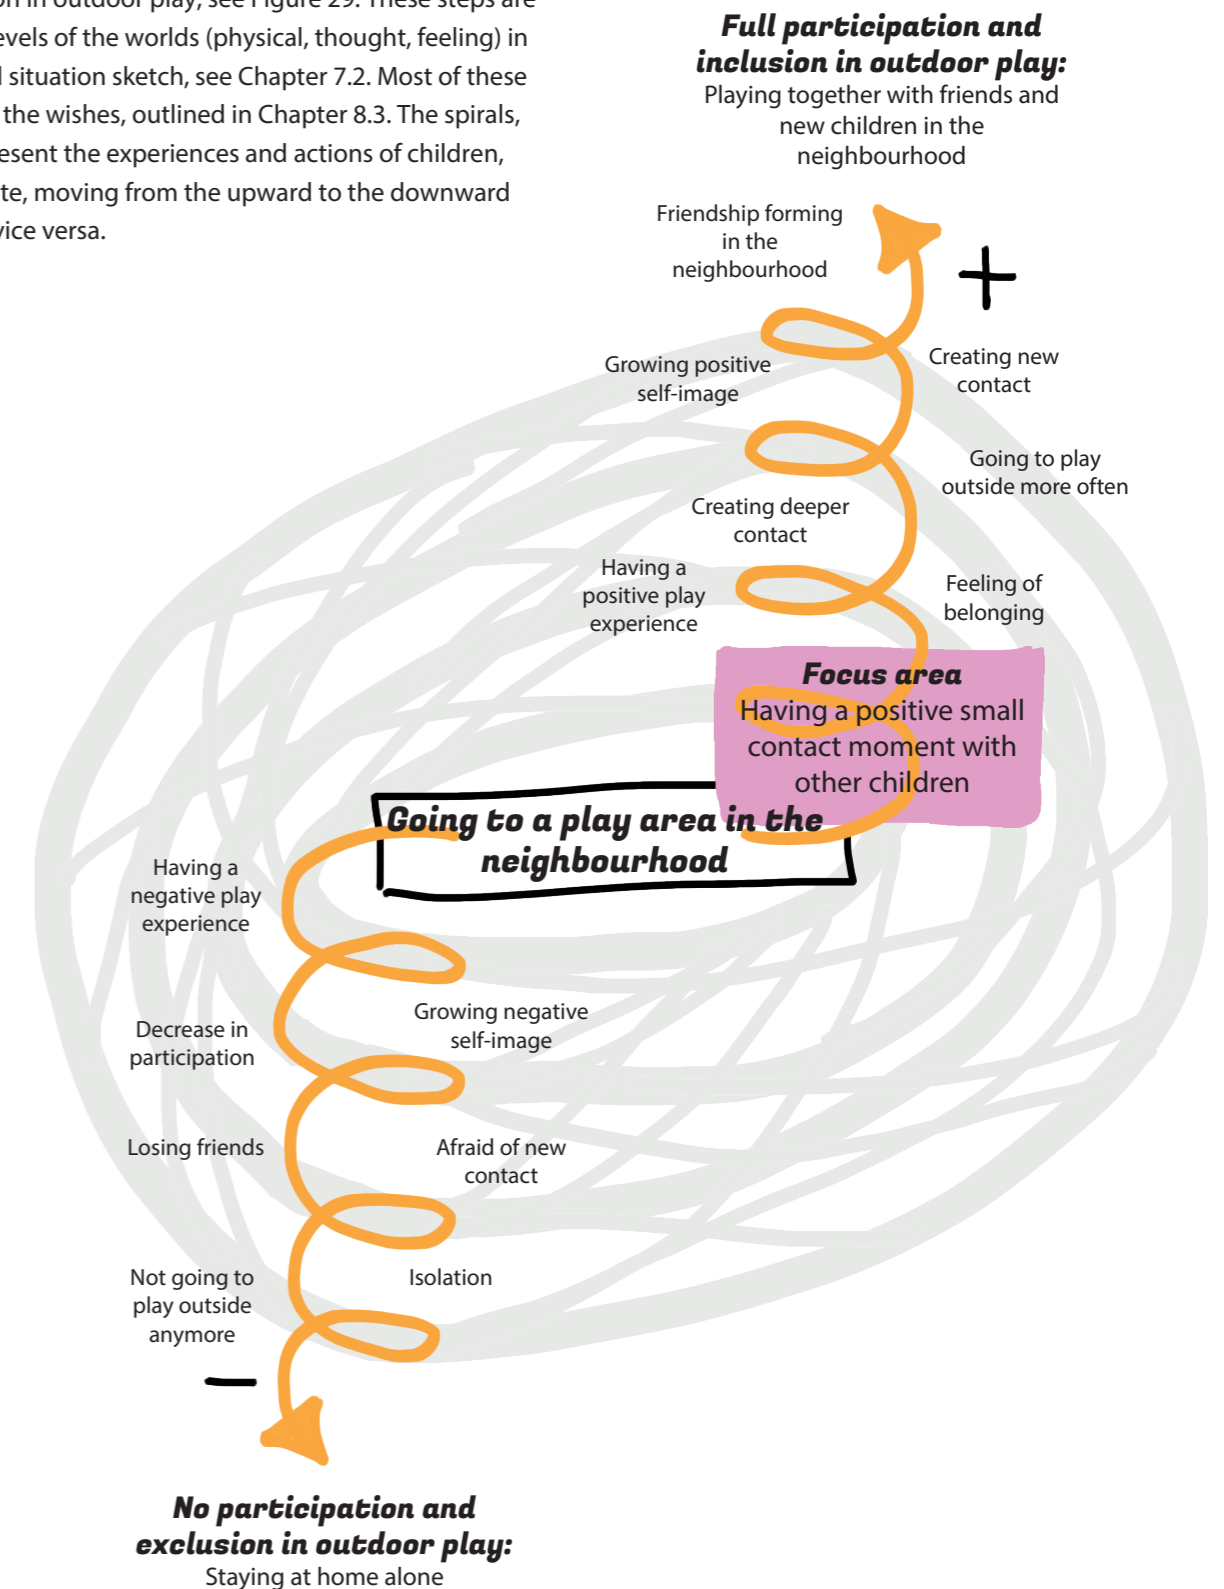 on in outdoor play, see Figure 29. These steps are
evels of the worlds (physical, thought, feeling) in
l situation sketch, see Chapter 7.2. Most of these
the wishes, outlined in Chapter 8.3. The spirals,
resent the experiences and actions of children,
te, moving from the upward to the downward
vice versa.
Full participation and
inclusion in outdoor play:
Playing together with friends and
new children in the
neighbourhood
Friendship forming
in the
neighbourhood
+
Growing positive
self-image
Creating new
contact
Going to play
outside more often
Creating deeper
contact
Having a
positive play
experience
Feeling of
belonging
Focus area
Having a positive small
contact moment with
other children
Going to a play area in the
neighbourhood
Having a
negative play
experience
Growing negative
self-image
Decrease in
participation
Losing friends
Afraid of new
contact
Isolation
Not going to
play outside
anymore
—
No participation and
exclusion in outdoor play:
Staying at home alone